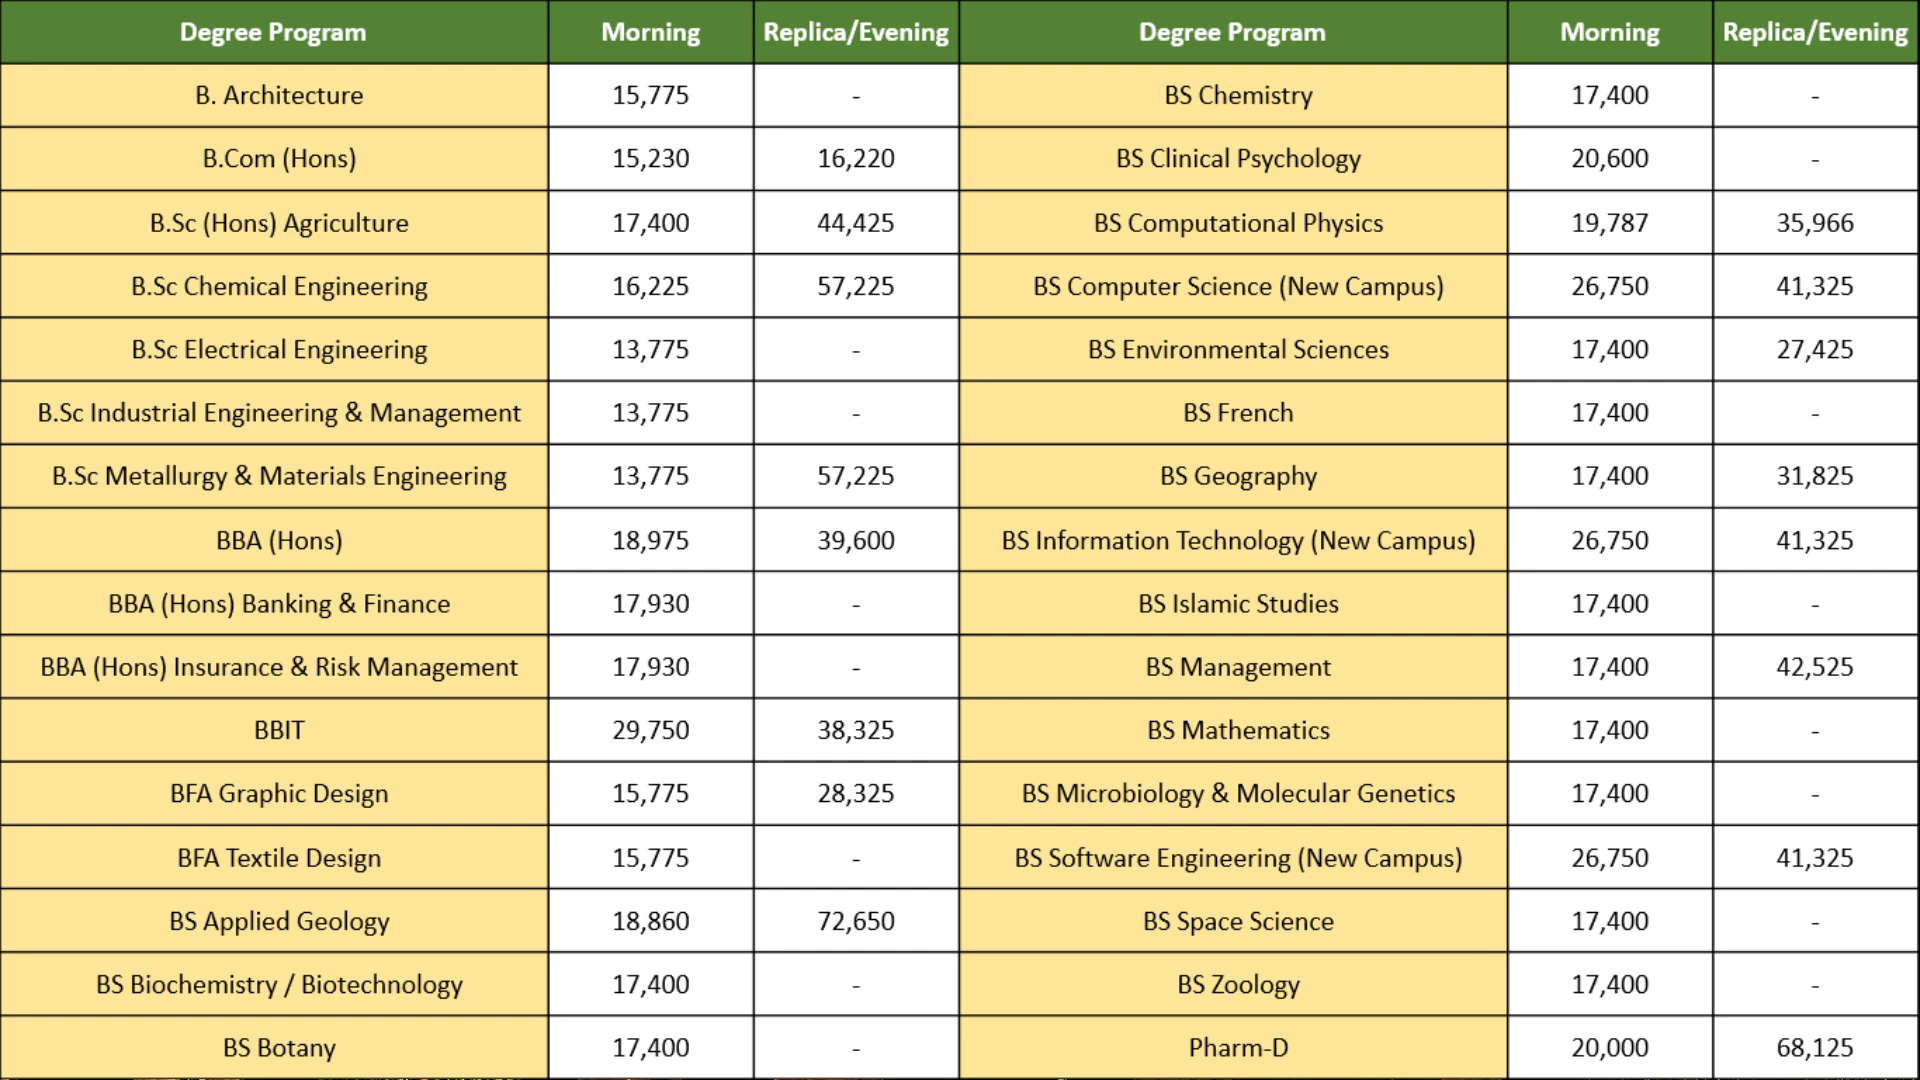 Degree Program Morning Replica/Evening Degree Program Morning Replica/Evening
B. Architecture 15,775 - BS Chemistry 17,400 -
B.Com (Hons) 15,230 16,220 BS Clinical Psychology 20,600 -
B.Sc (Hons) Agriculture 17,400 44,425 BS Computational Physics 19,787 35,966
B.Sc Chemical Engineering 16,225 57,225 BS Computer Science (New Campus) 26,750 41,325
B.Sc Electrical Engineering 13,775 - BS Environmental Sciences 17,400 27,425
B.Sc Industrial Engineering & Management 13,775 - BS French 17,400 -
B.Sc Metallurgy & Materials Engineering 13,775 57,225 BS Geography 17,400 31,825
BBA (Hons) 18,975 39,600 BS Information Technology (New Campus) 26,750 41,325
BBA (Hons) Banking & Finance 17,930 - BS Islamic Studies 17,400 -
BBA (Hons) Insurance & Risk Management 17,930 - BS Management 17,400 42,525
BBIT 29,750 38,325 BS Mathematics 17,400 -
BFA Graphic Design 15,775 28,325 BS Microbiology & Molecular Genetics 17,400 -
BFA Textile Design 15,775 - BS Software Engineering (New Campus) 26,750 41,325
BS Applied Geology 18,860 72,650 BS Space Science 17,400 -
BS Biochemistry / Biotechnology 17,400 - BS Zoology 17,400 -
BS Botany 17,400 - Pharm-D 20,000 68,125